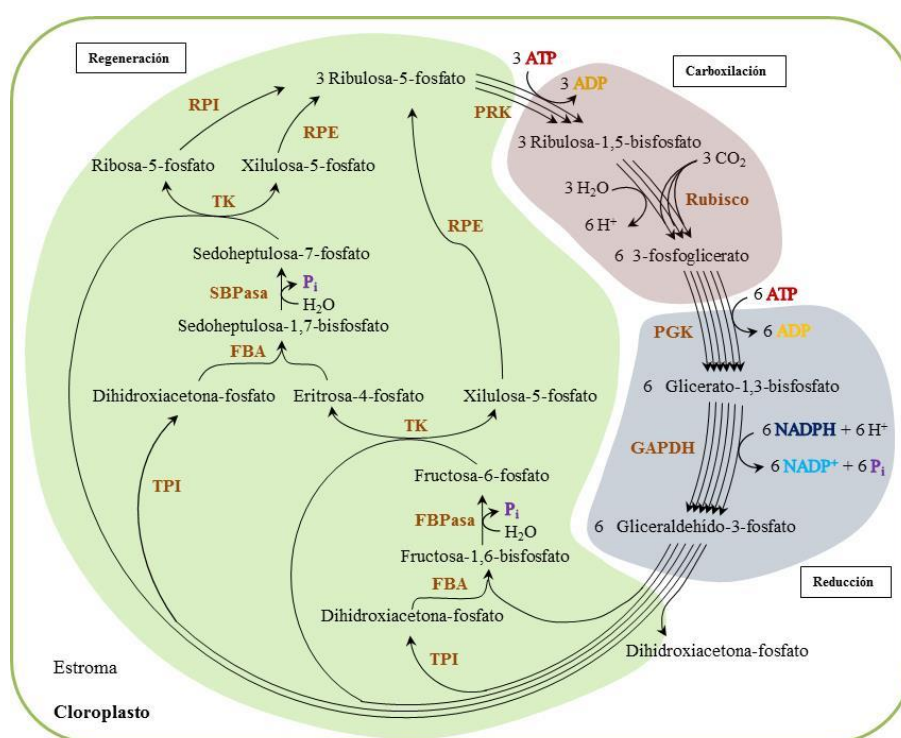 Regeneración
Carboxilación
3 ATP
3 ADP
3 Ribulosa-5-fosfato
PRK
RPI
RPE
3 Ribulosa-1,5-bisfosfato
Ribosa-5-fosfato
Xilulosa-5-fosfato
3 CO₂
3 H₂O
Rubisco
6 H⁺
TK
RPE
Sedoheptulosa-7-fosfato
6 3-fosfoglicerato
Pᵢ
SBPasa
H₂O
6 ATP
Sedoheptulosa-1,7-bisfosfato
PGK
6 ADP
FBA
6 Glicerato-1,3-bisfosfato
Dihidroxiacetona-fosfato
Eritrosa-4-fosfato
Xilulosa-5-fosfato
TK
6 NADPH + 6 H⁺
GAPDH
6 NADP⁺ + 6 Pᵢ
Fructosa-6-fosfato
TPI
Pᵢ
FBPasa
H₂O
6 Gliceraldehido-3-fosfato
Fructosa-1,6-bisfosfato
FBA
Reducción
Dihidroxiacetona-fosfato
TPI
Dihidroxiacetona-fosfato
Estroma
Cloroplasto